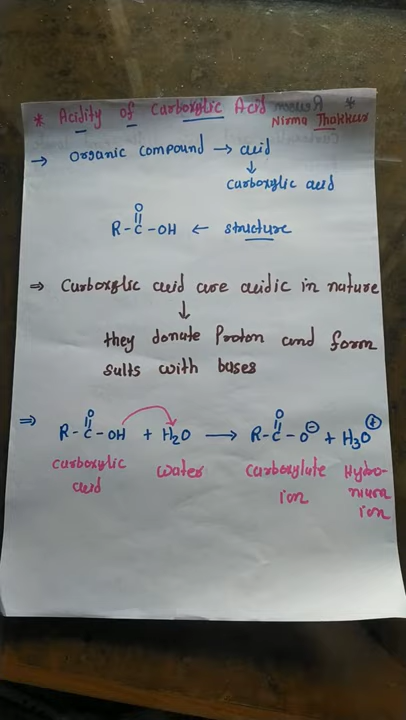 * Acidity of Carboxylic Acid *
Nirma Thakkar
→ Organic compound → acid
↓
carboxylic acid
O
||
R-C-OH ← structure
⇒ Carboxylic acid are acidic in nature
↓
they donate Proton and form
salts with bases
O O
|| ||
⇒ R-C-OH + H₂O → R-C-O⊖ + H₃O⊕
carboxylic water carboxylate Hydro-
acid ion nium
ion